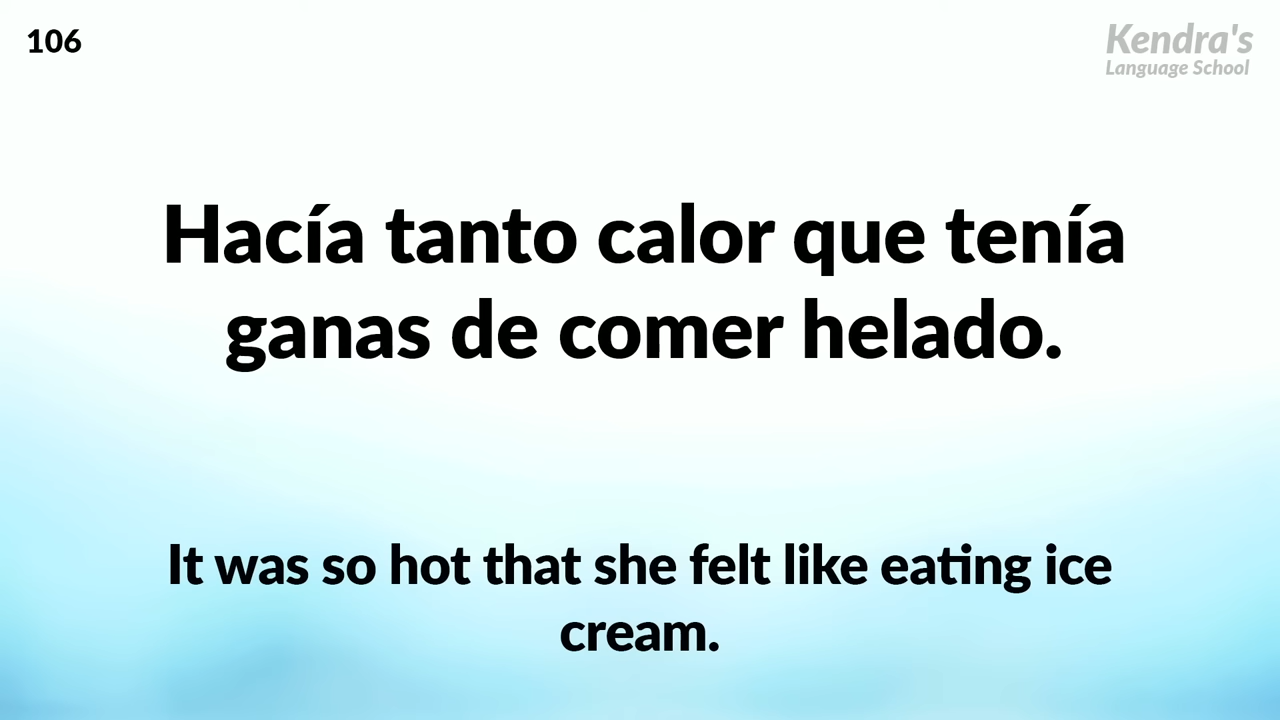 106
Kendra's
Language School
Hacía tanto calor que tenía
ganas de comer helado.
It was so hot that she felt like eating ice
cream.